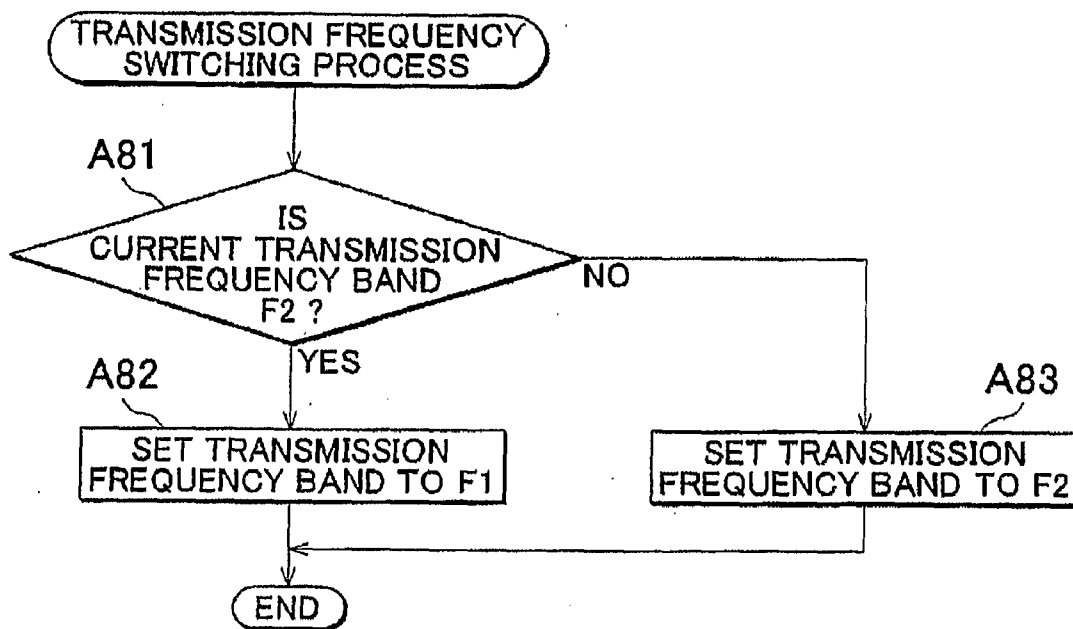 TRANSMISSION FREQUENCY
SWITCHING PROCESS
A81
IS
CURRENT TRANSMISSION
FREQUENCY BAND
F2 ?
NO
YES
A82
SET TRANSMISSION
FREQUENCY BAND TO F1
A83
SET TRANSMISSION
FREQUENCY BAND TO F2
END